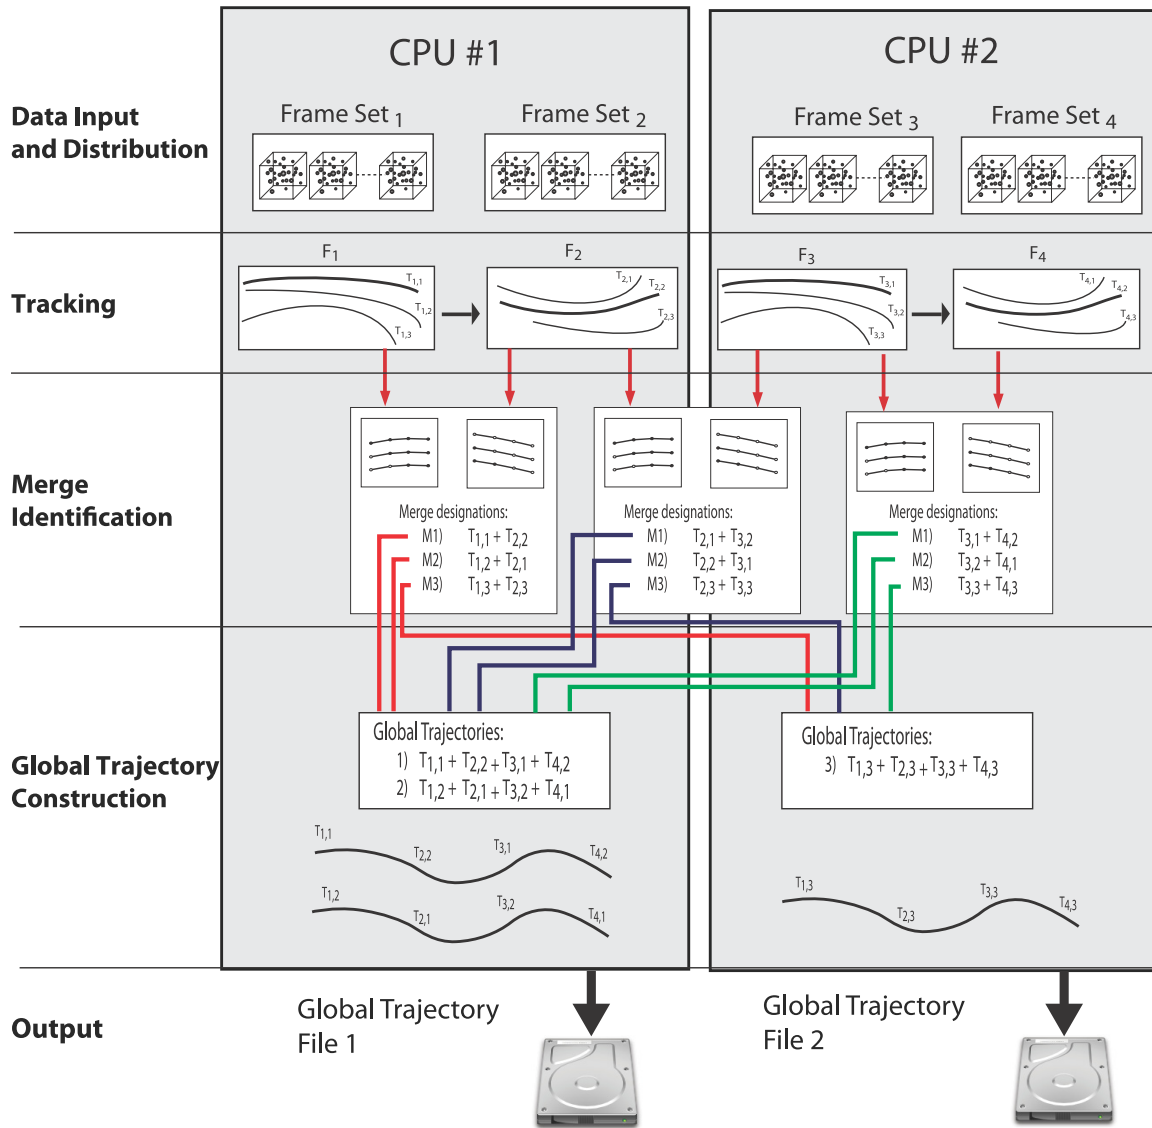 CPU #1
CPU #2
Data Input
and Distribution
Frame Set 1
Frame Set 2
Frame Set 3
Frame Set 4
Tracking
F1
F2
F3
F4
T1,1
T1,2
T1,3
T2,1
T2,2
T2,3
T3,1
T3,2
T3,3
T4,1
T4,2
T4,3
Merge
Identification
Merge designations:
M1) T1,1 + T2,2
M2) T1,2 + T2,1
M3) T1,3 + T2,3
Merge designations:
M1) T2,1 + T3,2
M2) T2,2 + T3,1
M3) T2,3 + T3,3
Merge designations:
M1) T3,1 + T4,2
M2) T3,2 + T4,1
M3) T3,3 + T4,3
Global Trajectory
Construction
Global Trajectories:
1) T1,1 + T2,2 + T3,1 + T4,2
2) T1,2 + T2,1 + T3,2 + T4,1
Global Trajectories:
3) T1,3 + T2,3 + T3,3 + T4,3
T1,1
T2,2
T3,1
T4,2
T1,2
T2,1
T3,2
T4,1
T1,3
T2,3
T3,3
T4,3
Output
Global Trajectory
File 1
Global Trajectory
File 2